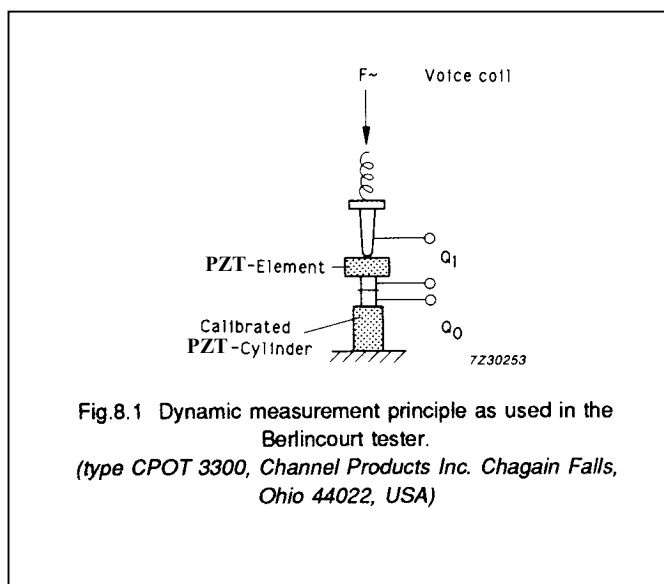 F~ Voice coil
PZT-Element
Q1
Calibrated
PZT-Cylinder
Q0
7Z30253
Fig.8.1 Dynamic measurement principle as used in the
Berlincourt tester.
(type CPOT 3300, Channel Products Inc. Chagain Falls,
Ohio 44022, USA)